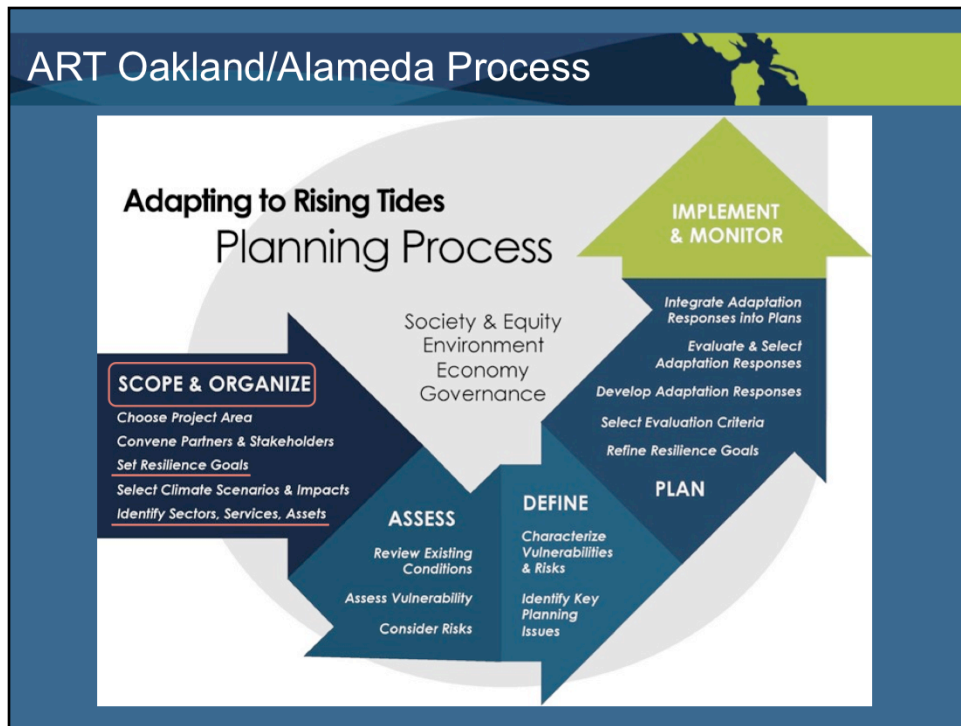 ART Oakland/Alameda Process
Adapting to Rising Tides
Planning Process
Society & Equity
Environment
Economy
Governance
SCOPE & ORGANIZE
Choose Project Area
Convene Partners & Stakeholders
Set Resilience Goals
Select Climate Scenarios & Impacts
Identify Sectors, Services, Assets
ASSESS
Review Existing
Conditions
Assess Vulnerability
Consider Risks
DEFINE
Characterize
Vulnerabilities
& Risks
Identify Key
Planning
Issues
PLAN
Refine Resilience Goals
Select Evaluation Criteria
Develop Adaptation Responses
Evaluate & Select
Adaptation Responses
Integrate Adaptation
Responses into Plans
IMPLEMENT
& MONITOR